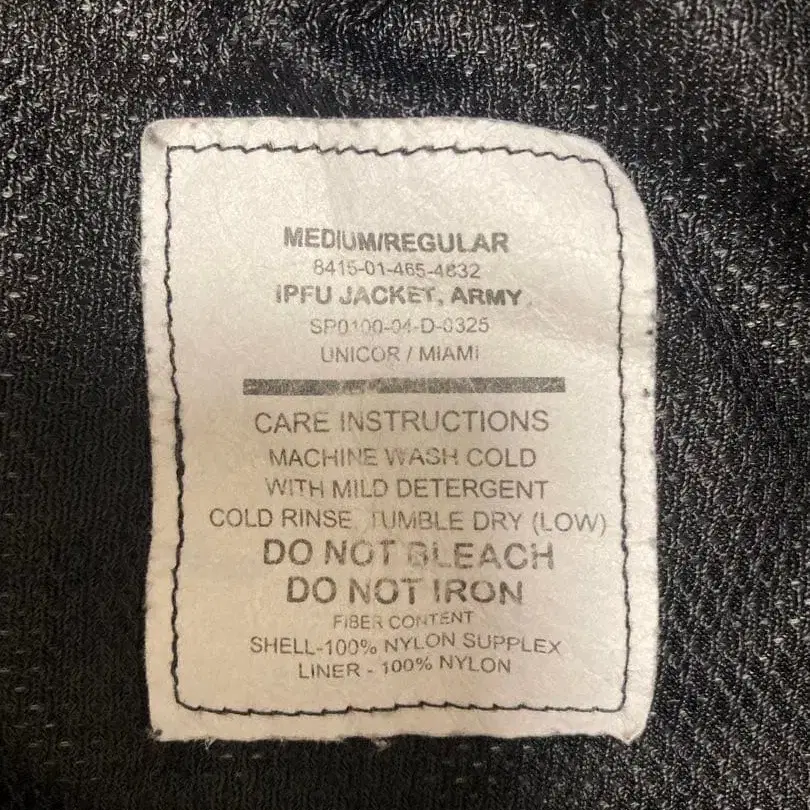 MEDIUM/REGULAR
8415-01-465-4632
IPFU JACKET, ARMY
SP0100-04-D-0325
UNICOR / MIAMI
CARE INSTRUCTIONS
MACHINE WASH COLD
WITH MILD DETERGENT
COLD RINSE TUMBLE DRY (LOW)
DO NOT BLEACH
DO NOT IRON
FIBER CONTENT
SHELL-100% NYLON SUPPLEX
LINER - 100% NYLON